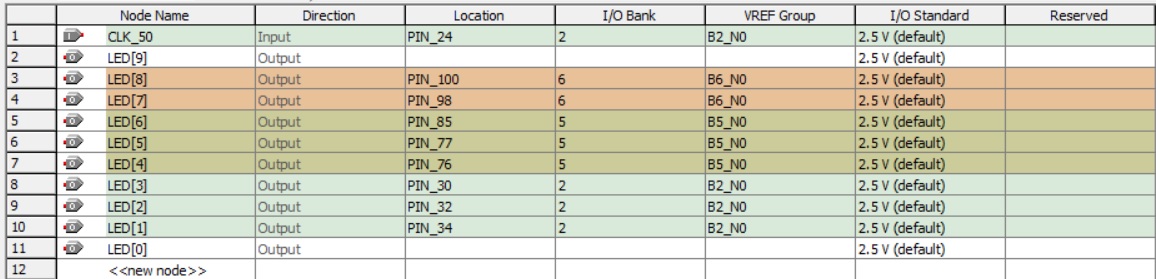 Node Name Direction Location I/O Bank VREF Group I/O Standard Reserved
1 CLK_50 Input PIN_24 2 B2_N0 2.5 V (default)
2 LED[9] Output 2.5 V (default)
3 LED[8] Output PIN_100 6 B6_N0 2.5 V (default)
4 LED[7] Output PIN_98 6 B6_N0 2.5 V (default)
5 LED[6] Output PIN_85 5 B5_N0 2.5 V (default)
6 LED[5] Output PIN_77 5 B5_N0 2.5 V (default)
7 LED[4] Output PIN_76 5 B5_N0 2.5 V (default)
8 LED[3] Output PIN_30 2 B2_N0 2.5 V (default)
9 LED[2] Output PIN_32 2 B2_N0 2.5 V (default)
10 LED[1] Output PIN_34 2 B2_N0 2.5 V (default)
11 LED[0] Output 2.5 V (default)
12 <<new node>>